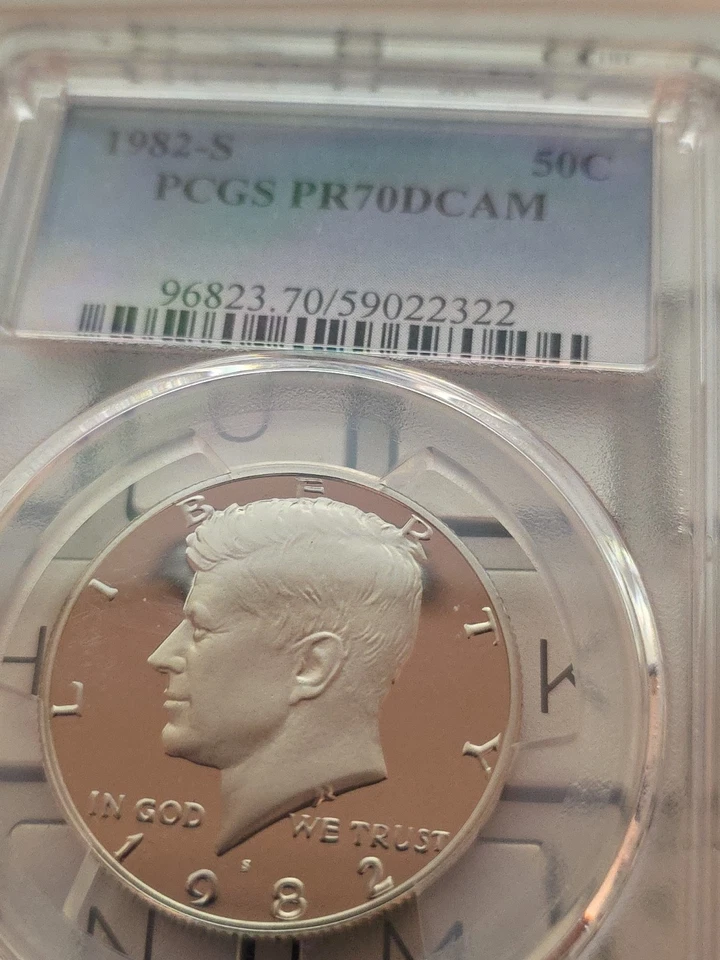 1982-S 50C
PCGS PR70DCAM
96823.70/59022322
LIBERTY
IN GOD WE TRUST
S
1982